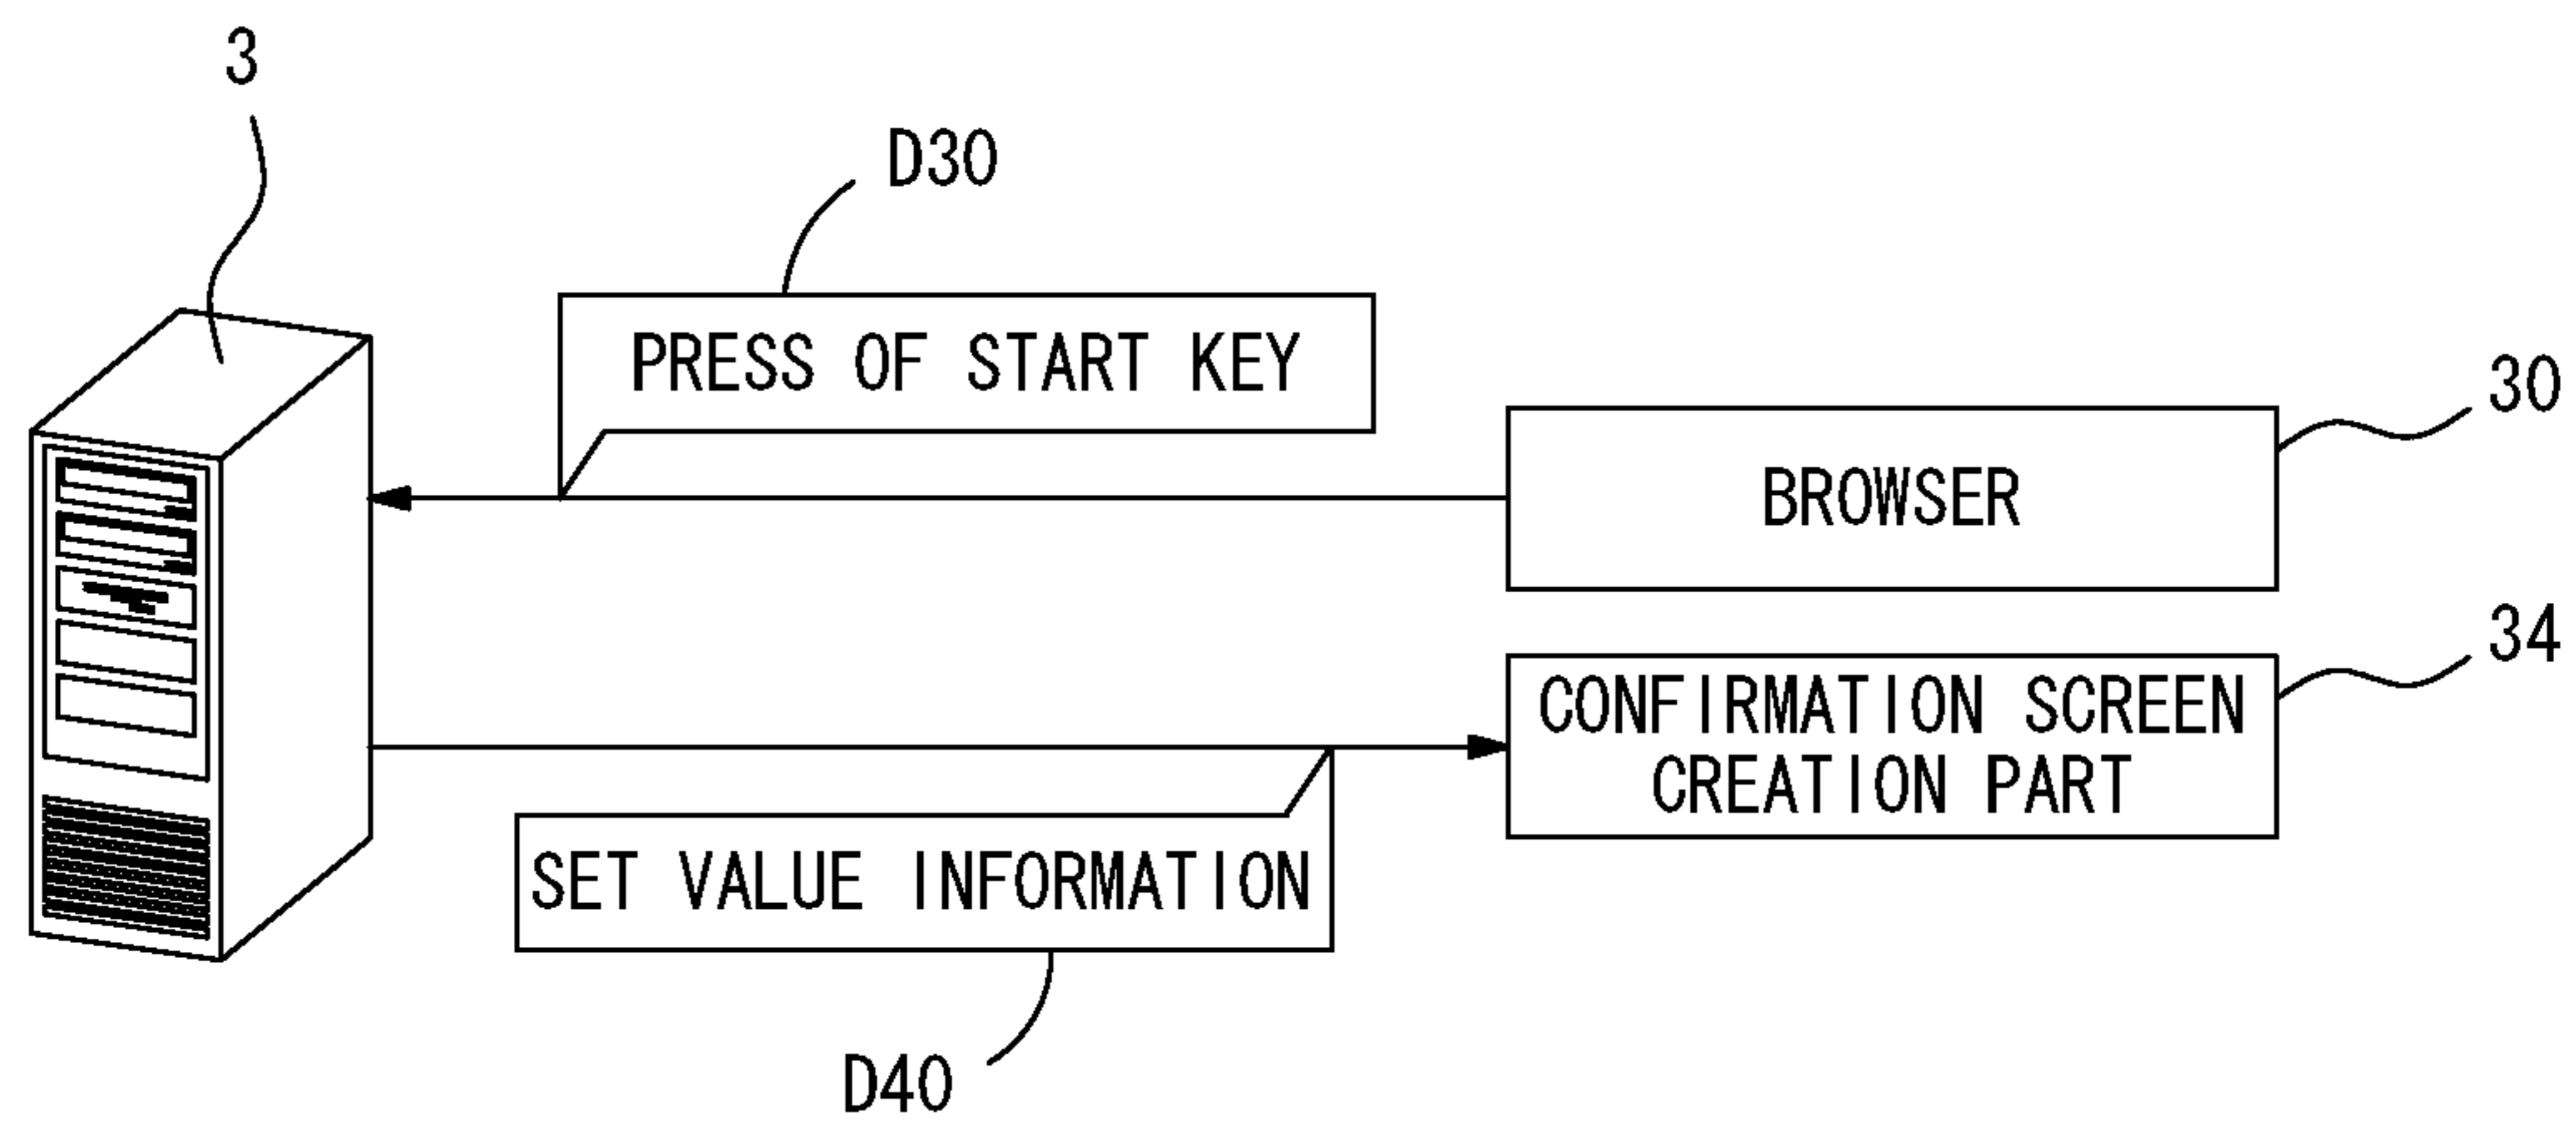 3
D30
PRESS OF START KEY
30
BROWSER
34
CONFIRMATION SCREEN
CREATION PART
SET VALUE INFORMATION
D40